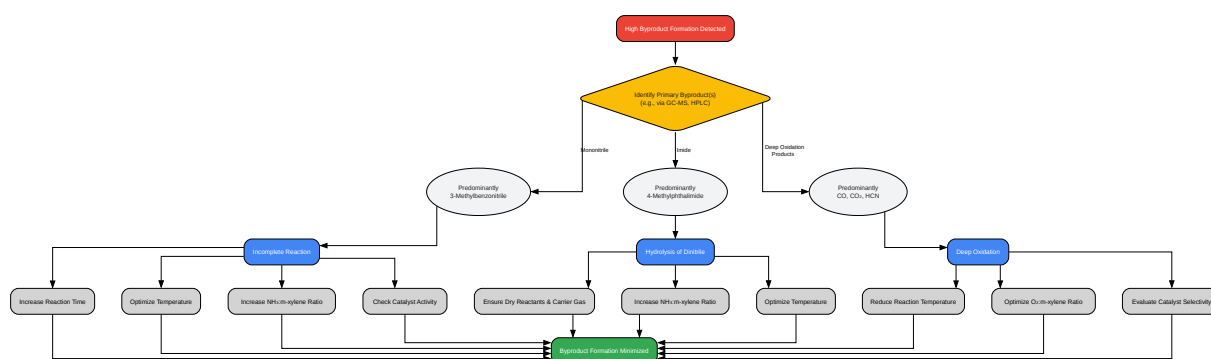 High Byproduct Formation Detected
Identify Primary Byproduct(s)
(e.g., via GC-MS, HPLC)
Mononitrile
Imide
Deep Oxidation
Products
Predominantly
3-Methylbenzonitrile
Predominantly
4-Methylphthalimide
Predominantly
CO, CO₂, HCN
Incomplete Reaction
Hydrolysis of Dinitrile
Deep Oxidation
Increase Reaction Time
Optimize Temperature
Increase NH₃:m-xylene Ratio
Check Catalyst Activity
Ensure Dry Reactants & Carrier Gas
Increase NH₃:m-xylene Ratio
Optimize Temperature
Reduce Reaction Temperature
Optimize O₂:m-xylene Ratio
Evaluate Catalyst Selectivity
Byproduct Formation Minimized